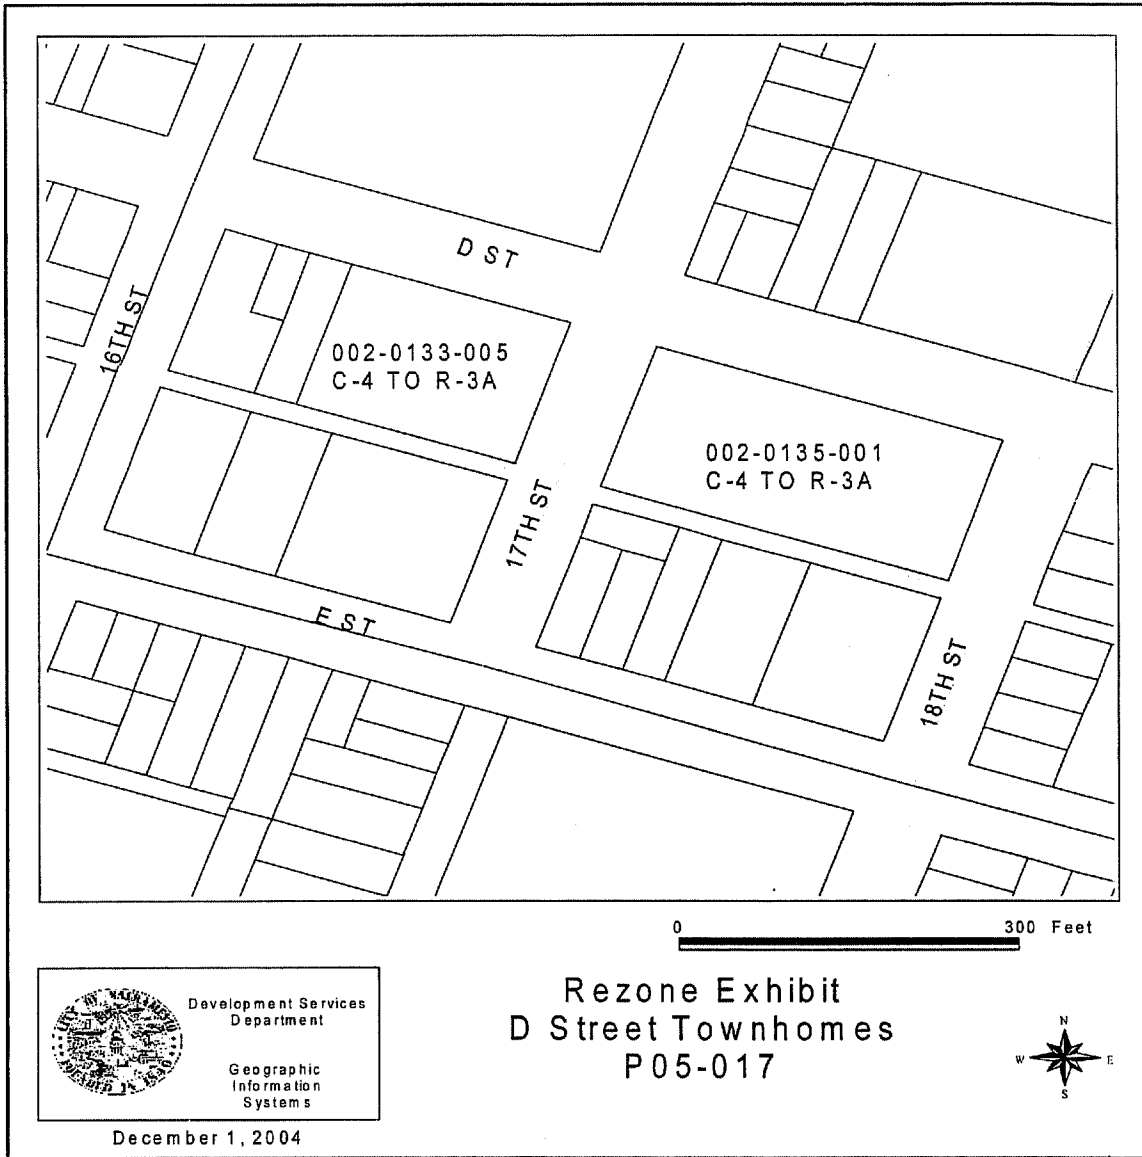 D ST
16TH ST
002-0133-005
C-4 TO R-3A
002-0135-001
C-4 TO R-3A
17TH ST
E ST
18TH ST
0 300 Feet
Rezone Exhibit
D Street Townhomes
P05-017
Development Services
Department
Geographic
Information
Systems
December 1, 2004
N
W E
S